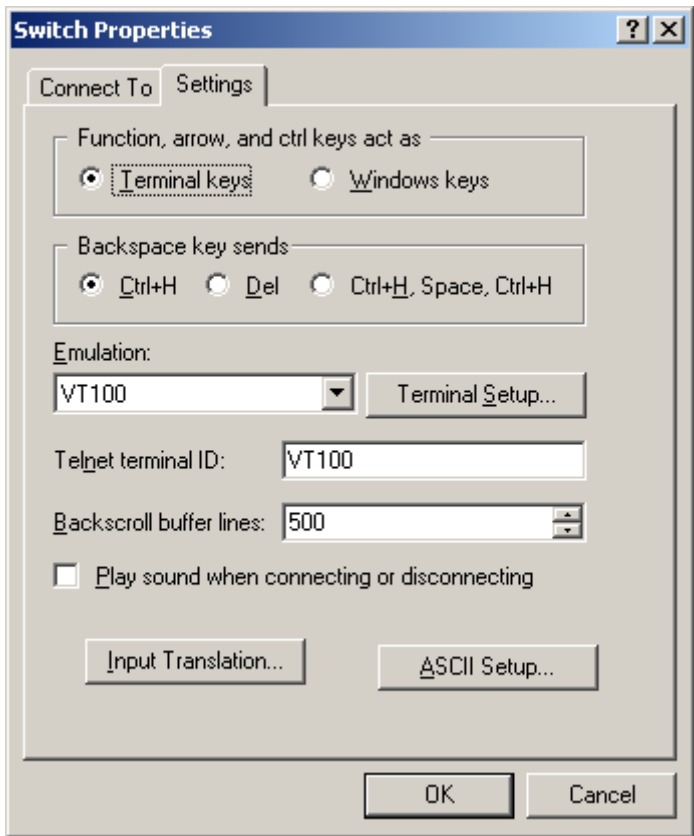 Switch Properties
Connect To Settings
Function, arrow, and ctrl keys act as
Terminal keys Windows keys
Backspace key sends
Ctrl+H Del Ctrl+H, Space, Ctrl+H
Emulation:
VT100 Terminal Setup...
Telnet terminal ID: VT100
Backscroll buffer lines: 500
Play sound when connecting or disconnecting
Input Translation... ASCII Setup...
OK Cancel